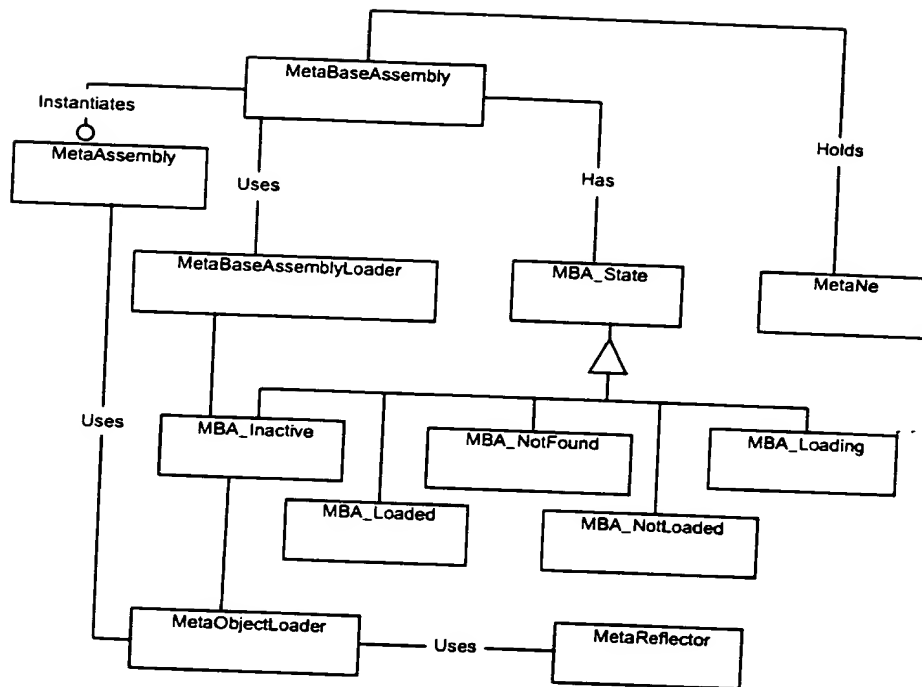 MetaBaseAssembly
Instantiates
MetaAssembly
Uses
Has
Holds
MetaBaseAssemblyLoader
MBA_State
MetaNe
Uses
MBA_Inactive
MBA_NotFound
MBA_Loading
MBA_Loaded
MBA_NotLoaded
MetaObjectLoader
Uses
MetaReflector